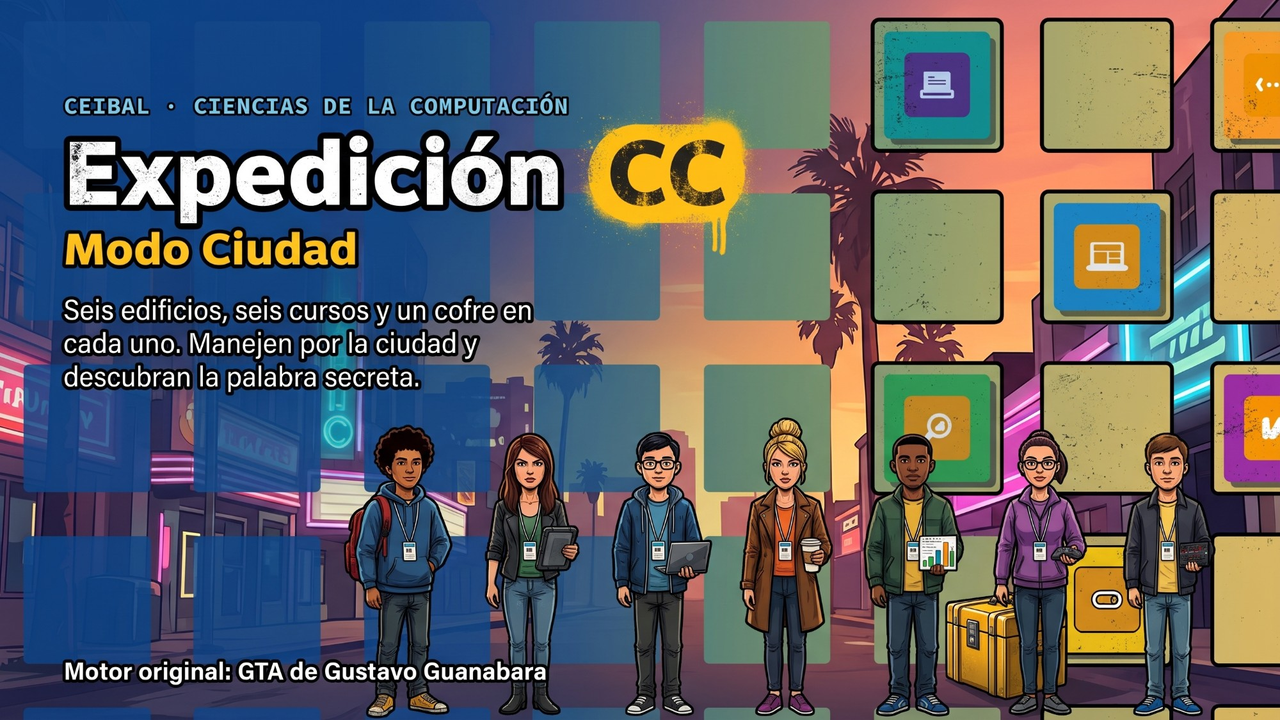 CEIBAL · CIENCIAS DE LA COMPUTACIÓN
Expedición CC
Modo Ciudad
Seis edificios, seis cursos y un cofre en
cada uno. Manejen por la ciudad y
descubran la palabra secreta.
Motor original: GTA de Gustavo Guanabara